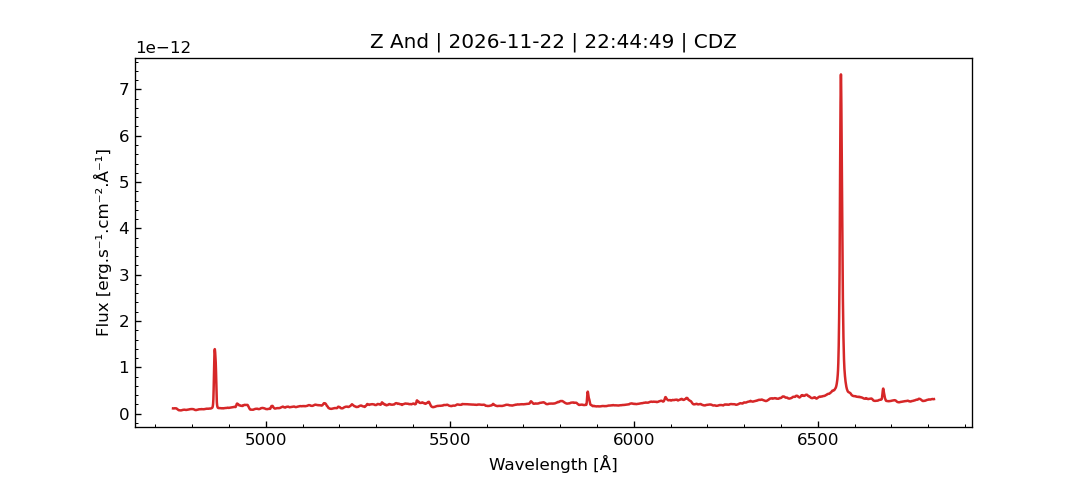 Z And | 2026-11-22 | 22:44:49 | CDZ
1e−12
7
6
5
4
3
2
1
0
Flux [erg.s⁻¹.cm⁻².Å⁻¹]
5000 5500 6000 6500
Wavelength [Å]